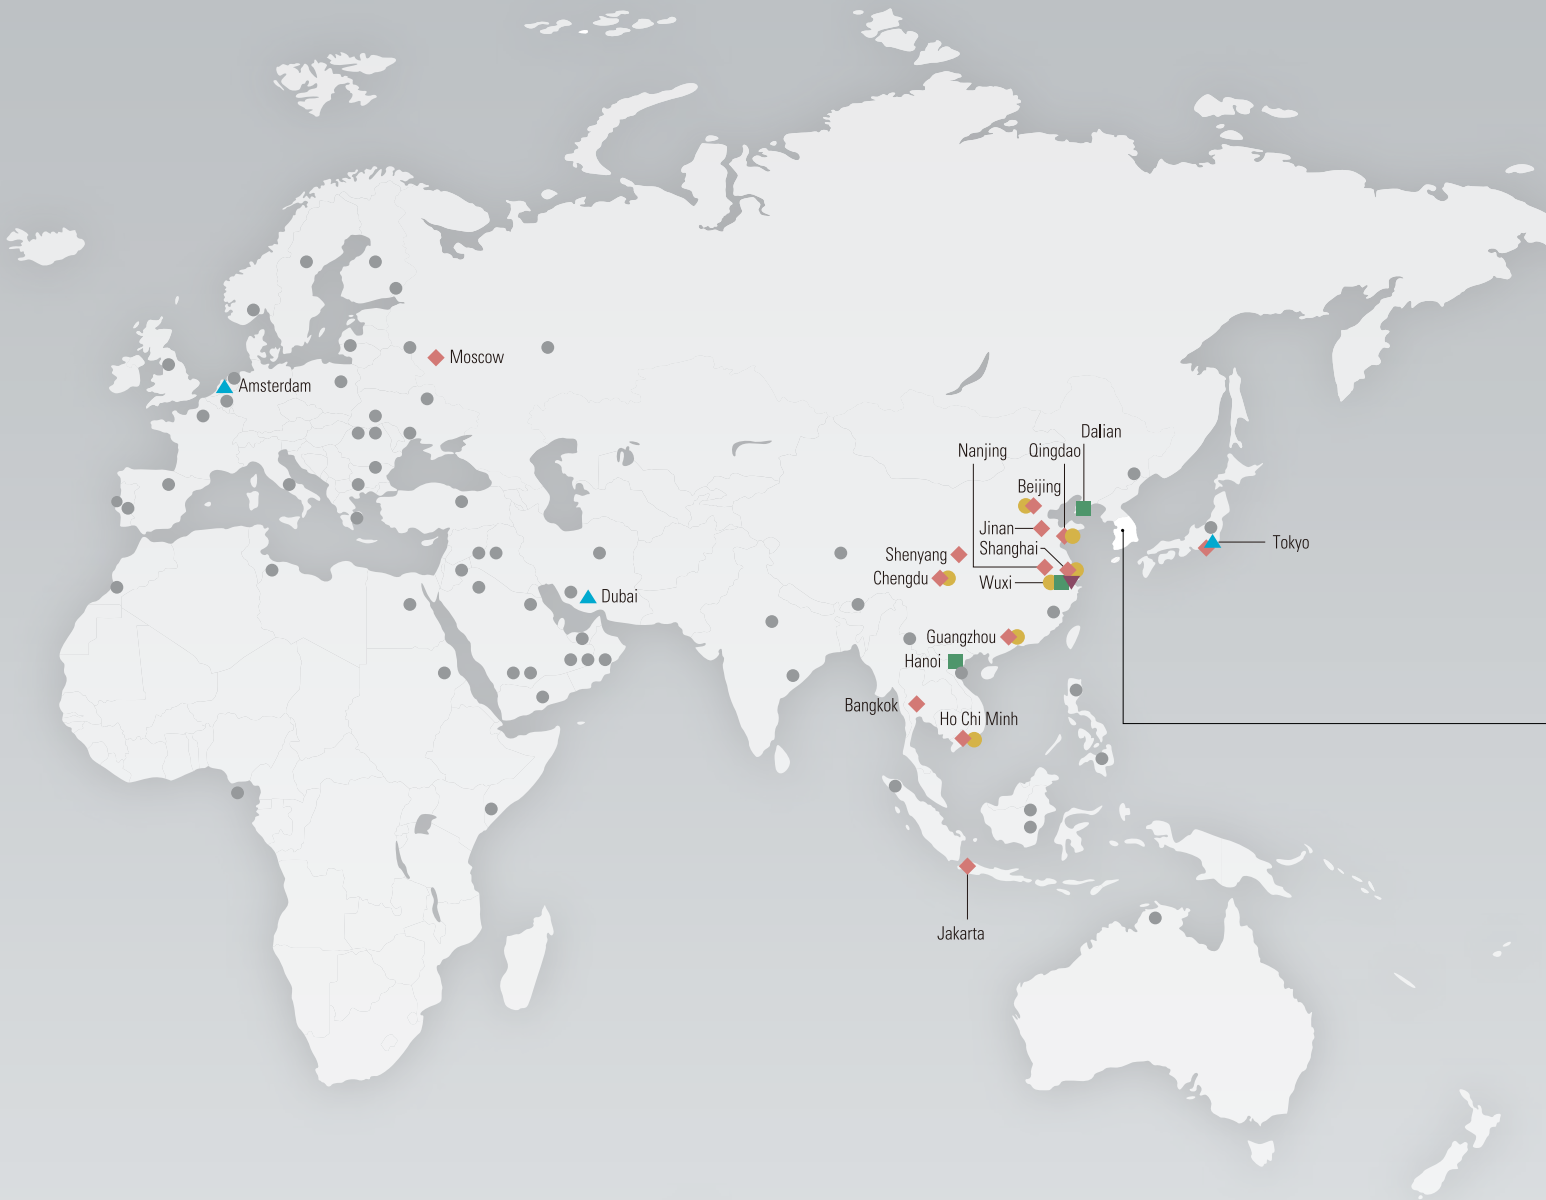 Moscow
Amsterdam
Dalian
Nanjing
Qingdao
Beijing
Jinan
Shanghai
Shenyang
Chengdu
Wuxi
Tokyo
Dubai
Guangzhou
Hanoi
Bangkok
Ho Chi Minh
Jakarta